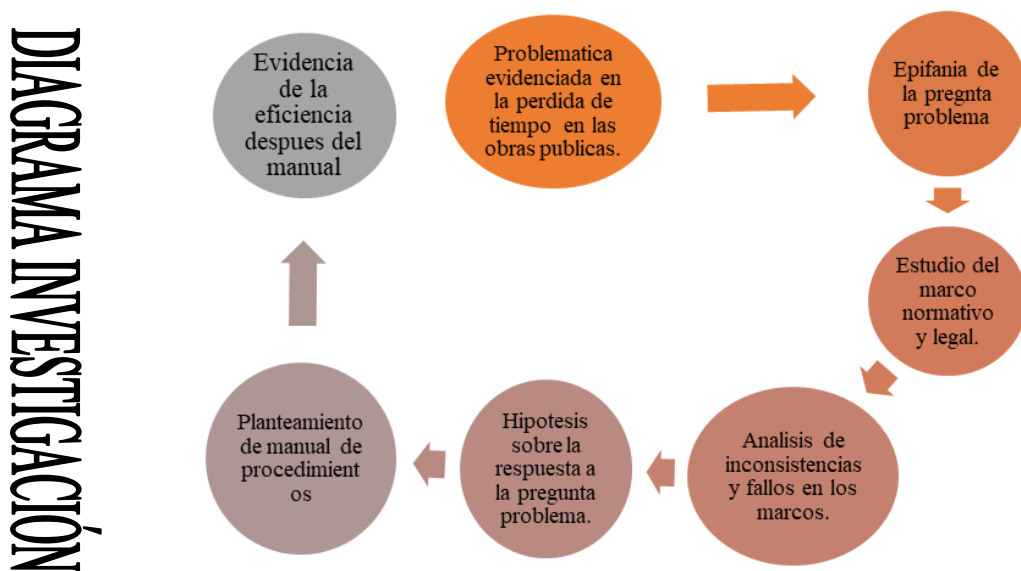 DIAGRAMA INVESTIGACIÓN
Problematica
evidenciada en
la perdida de
tiempo en las
obras publicas.
Epifania de
la pregnta
problema
Estudio del
marco
normativo
y legal.
Analisis de
inconsistencias
y fallos en los
marcos.
Hipotesis
sobre la
respuesta a
la pregunta
problema.
Planteamiento
de manual de
procedimient
os
Evidencia
de la
eficiencia
despues del
manual